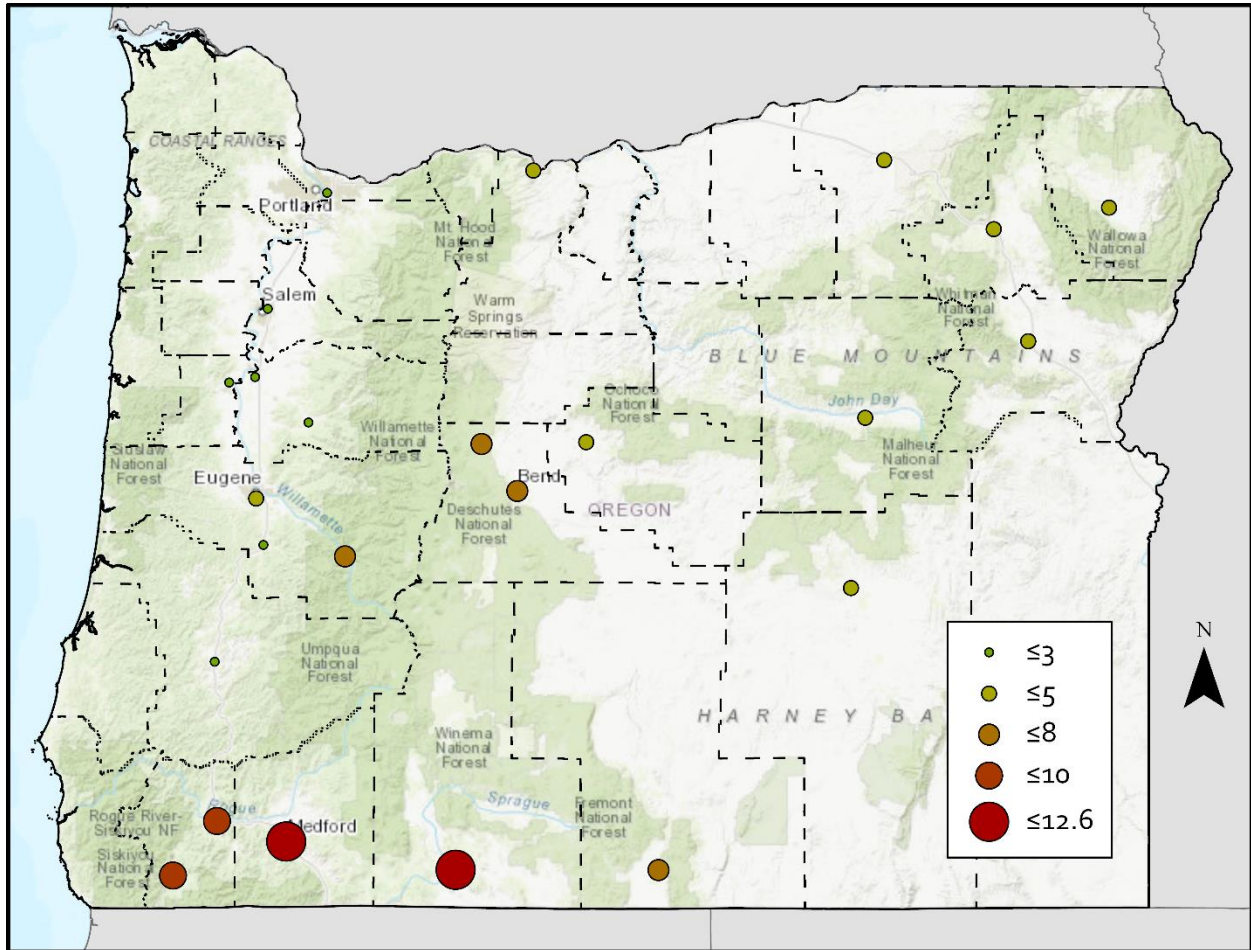 COASTAL RANGES
Portland
Mt. Hood
National
Forest
Wallowa
National
Forest
Salem
Warm
Springs
Reservation
Whitman
National
Forest
BLUE MOUNTAINS
Ochoco
National
Forest
John Day
Siuslaw
National
Forest
Willamette
National
Forest
Malheur
National
Forest
Eugene
Willamette
Bend
Deschutes
National
Forest
OREGON
Umpqua
National
Forest
N
≤3
≤5
≤8
≤10
≤12.6
HARNEY BA
Winema
National
Forest
Sprague
Fremont
National
Forest
Rogue
Rogue River-
Siskiyou NF
Medford
Siskiyou
National
Forest